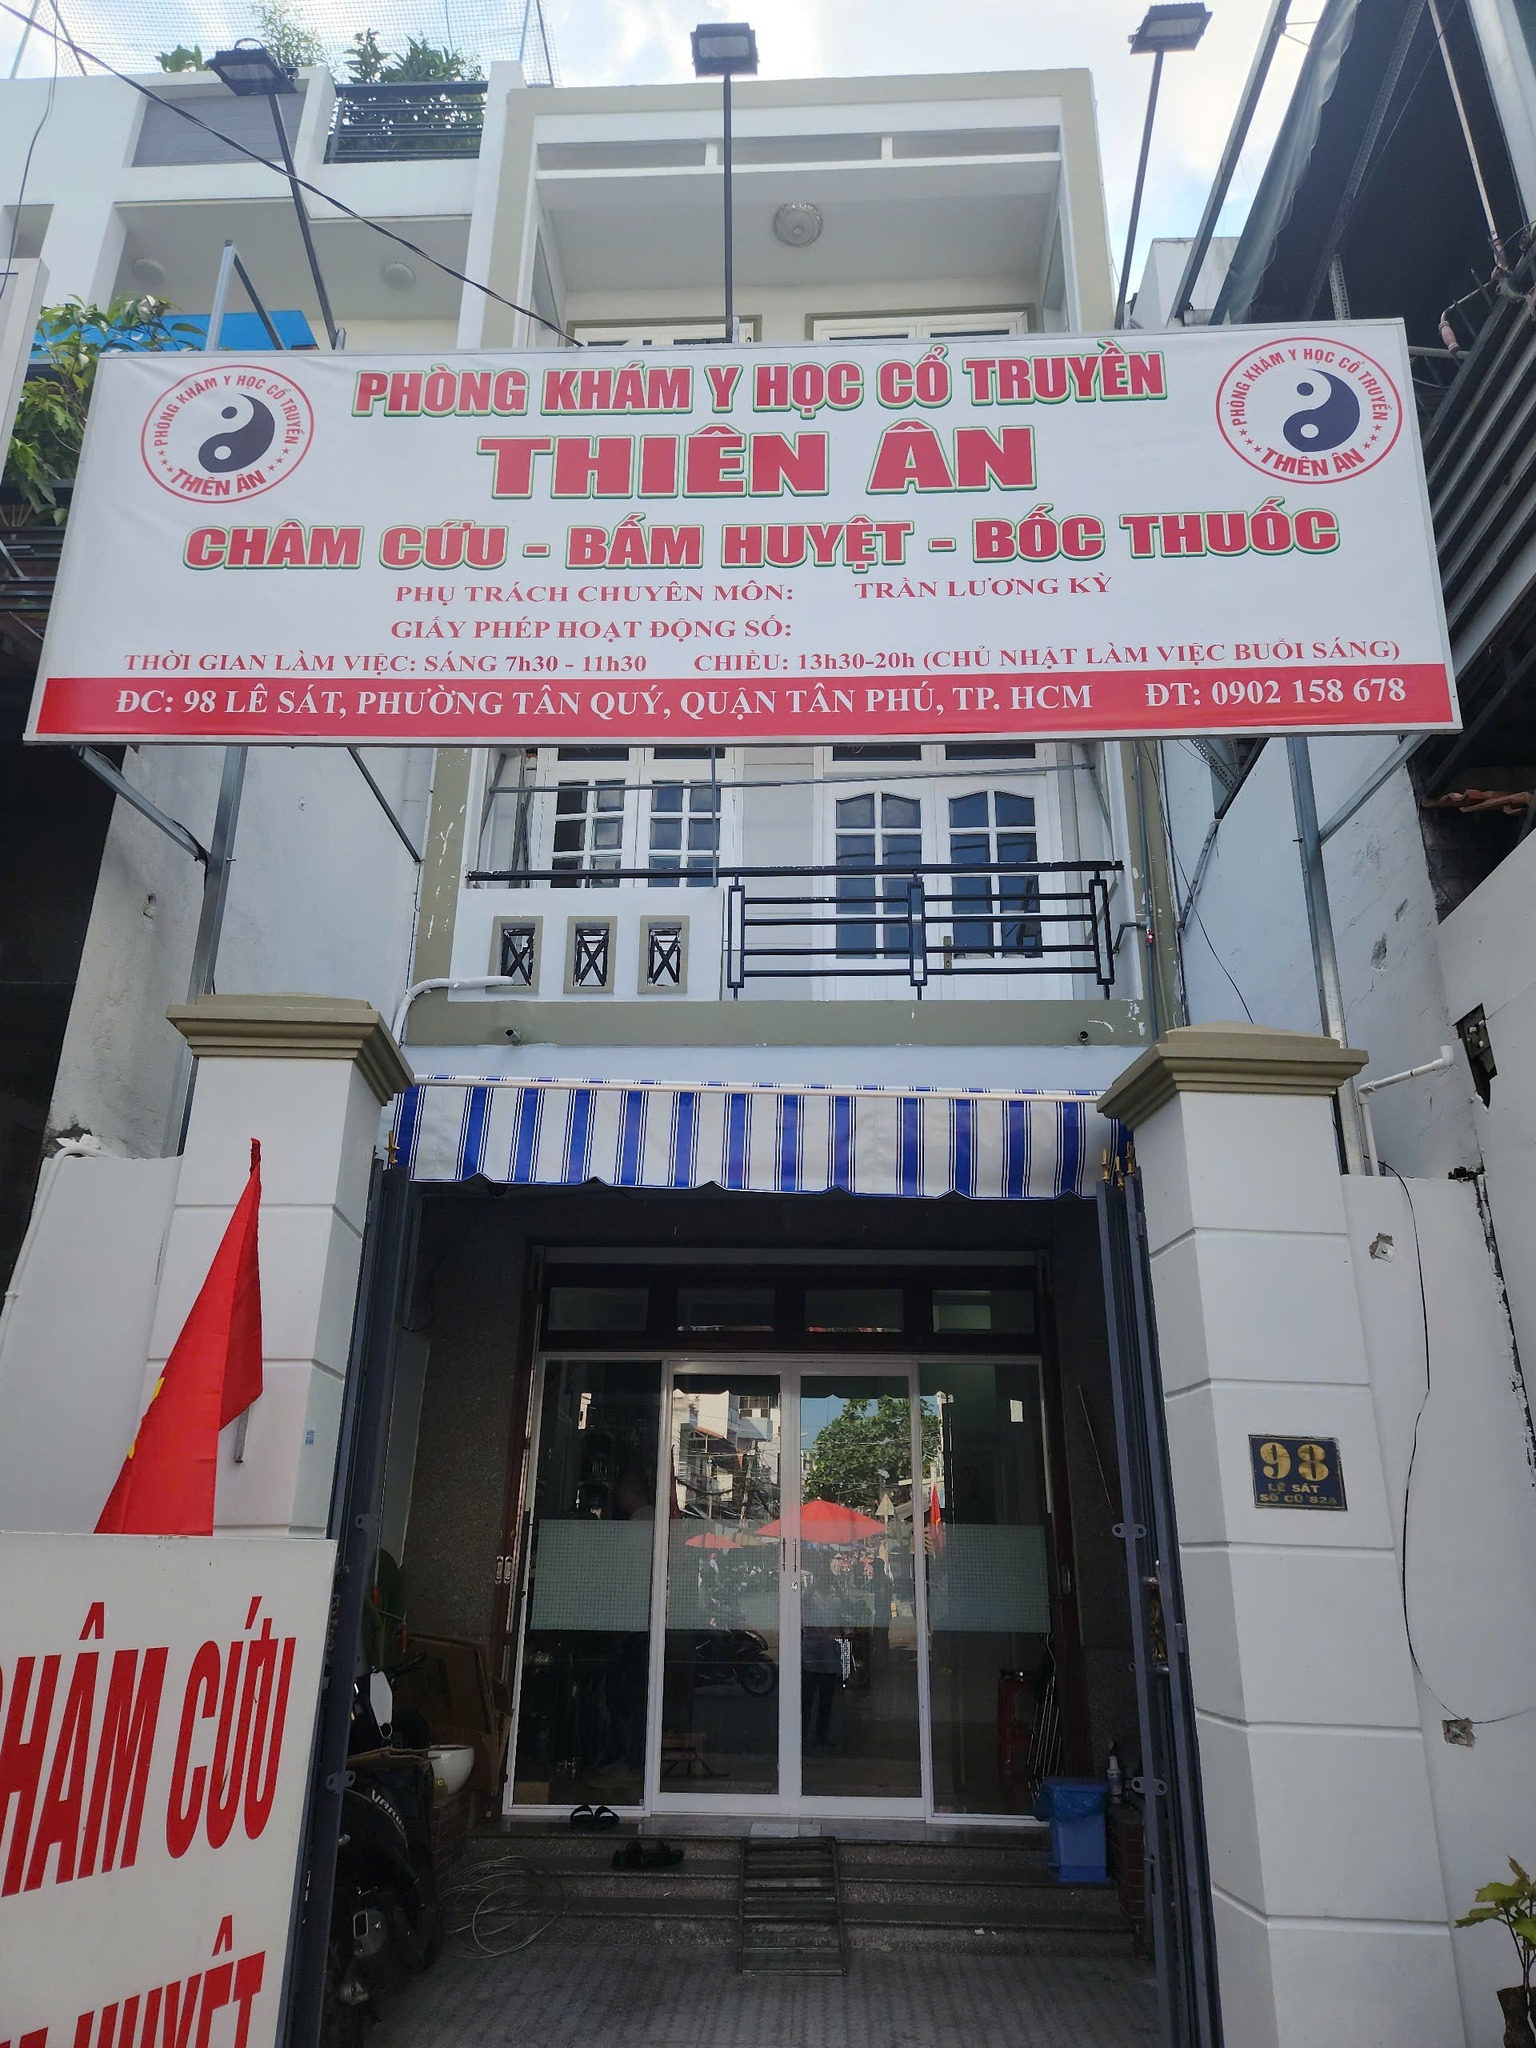 PHÒNG KHÁM Y HỌC CỔ TRUYỀN
THIÊN ÂN
PHÒNG KHÁM Y HỌC CỔ TRUYỀN
THIÊN ÂN
PHÒNG KHÁM Y HỌC CỔ TRUYỀN
THIÊN ÂN
CHÂM CỨU - BẤM HUYỆT - BỐC THUỐC
PHỤ TRÁCH CHUYÊN MÔN: TRẦN LƯƠNG KỲ
GIẤY PHÉP HOẠT ĐỘNG SỐ:
THỜI GIAN LÀM VIỆC: SÁNG 7h30 - 11h30 CHIỀU: 13h30-20h (CHỦ NHẬT LÀM VIỆC BUỔI SÁNG)
ĐC: 98 LÊ SÁT, PHƯỜNG TÂN QUÝ, QUẬN TÂN PHÚ, TP. HCM ĐT: 0902 158 678
98
LÊ SÁT
SỐ CŨ
HÂM CỨU
HUYỆT